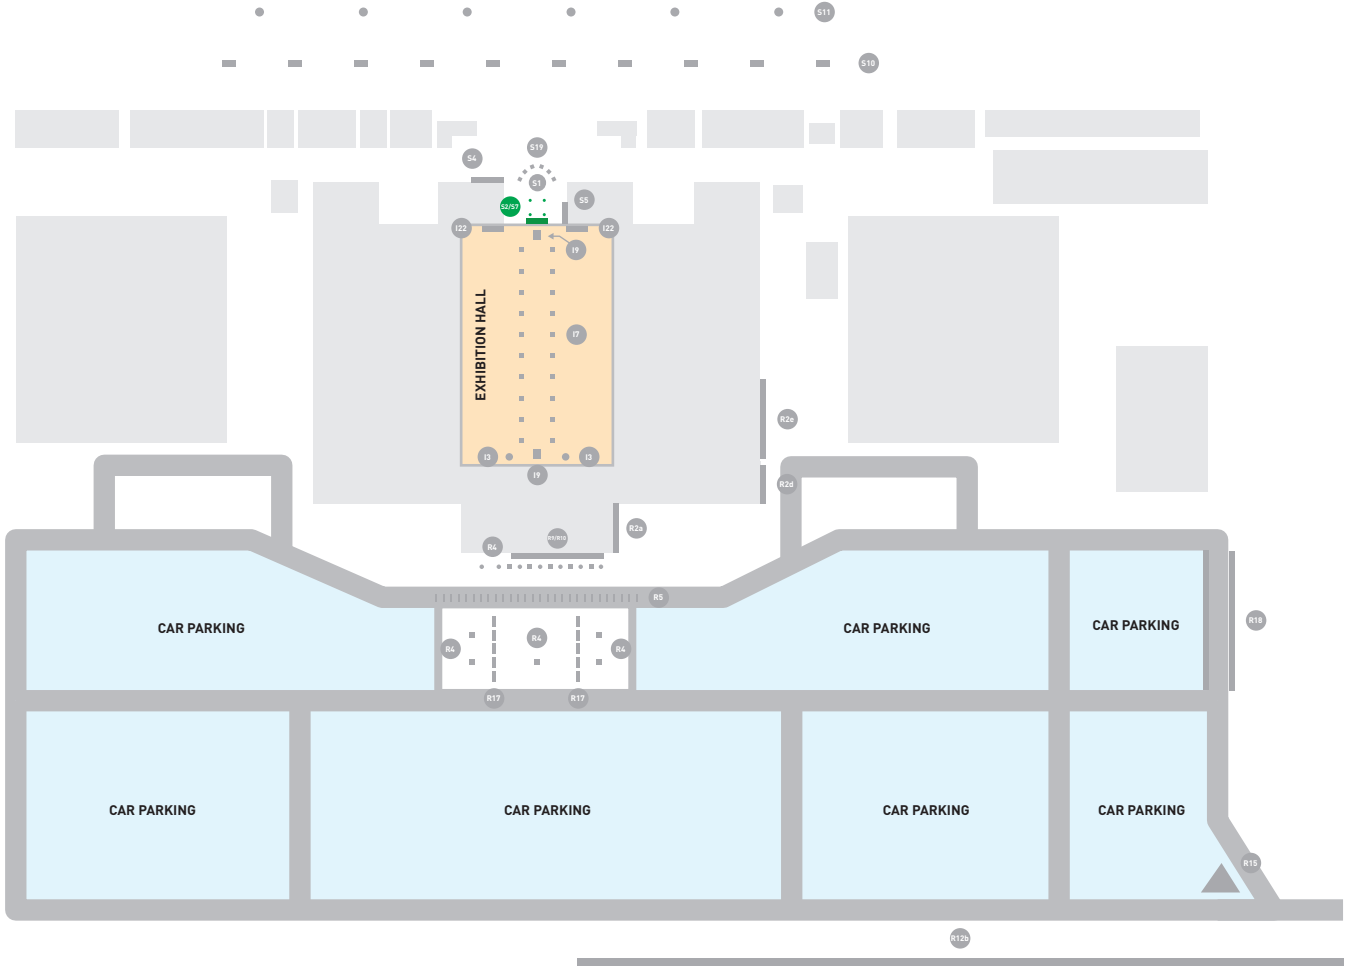 S11
S10
S19
S4
S1
S5
S2/S7
I22
I22
I9
EXHIBITION HALL
I7
R2e
I3
I3
I9
R2d
R2a
R9/R10
R4
R5
CAR PARKING
CAR PARKING
CAR PARKING
R18
R4
R4
R4
R17
R17
CAR PARKING
CAR PARKING
CAR PARKING
CAR PARKING
R15
R12b